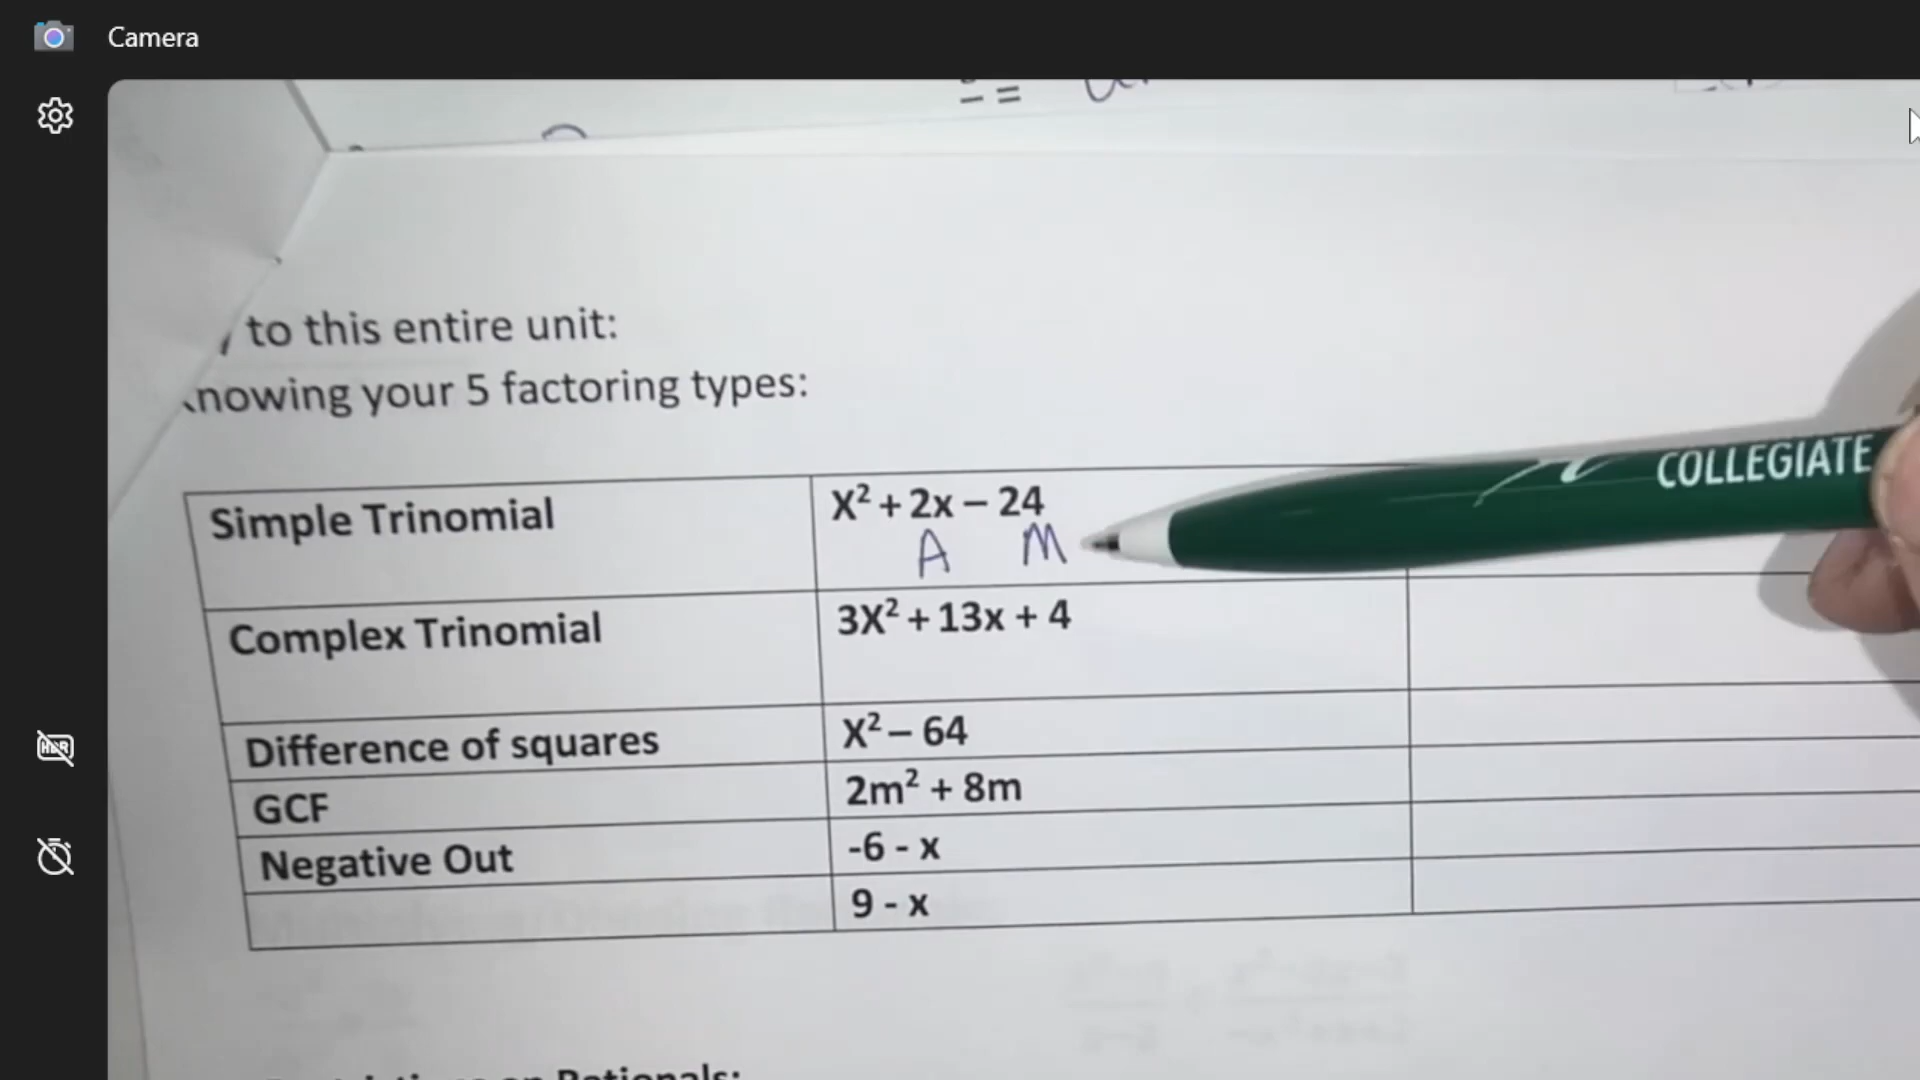 Camera
to this entire unit:
nowing your 5 factoring types:
Simple Trinomial
X² + 2x – 24
A M
COLLEGIATE
Complex Trinomial
3X² + 13x + 4
Difference of squares
X² – 64
GCF
2m² + 8m
Negative Out
-6 - x
9 - x